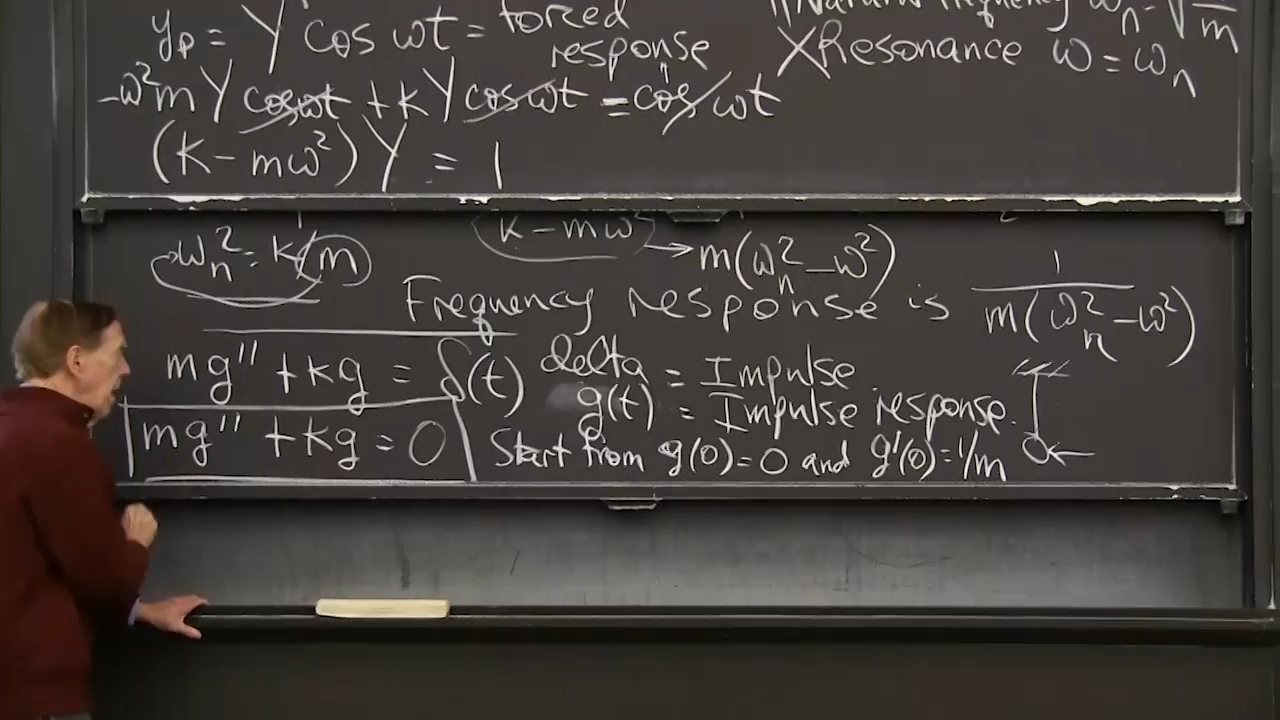 y_p = Y cos ωt = forced response
Natural frequency ω_n = √ /m
X Resonance ω = ω_n
-ω²m Y cos ωt + k Y cos ωt = cos ωt
(k - mω²) Y = 1
ω_n² = k/m
k - mω² → m(ω_n² - ω²)
Frequency response is 1 / m(ω_n² - ω²)
mg'' + kg = δ(t) delta = Impulse
g(t) = Impulse response.
mg'' + kg = 0 Start from g(0) = 0 and g'(0) = 1/m